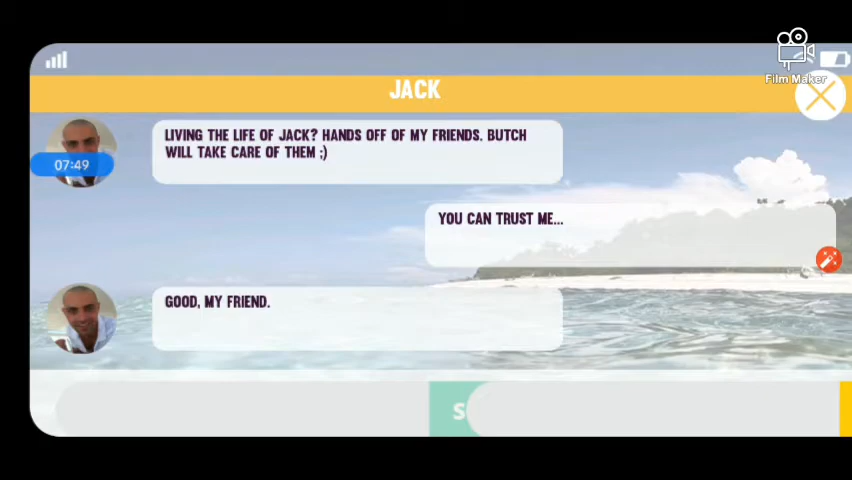 Film Maker
JACK
LIVING THE LIFE OF JACK? HANDS OFF OF MY FRIENDS. BUTCH
WILL TAKE CARE OF THEM ;)
07:49
YOU CAN TRUST ME...
GOOD, MY FRIEND.
S